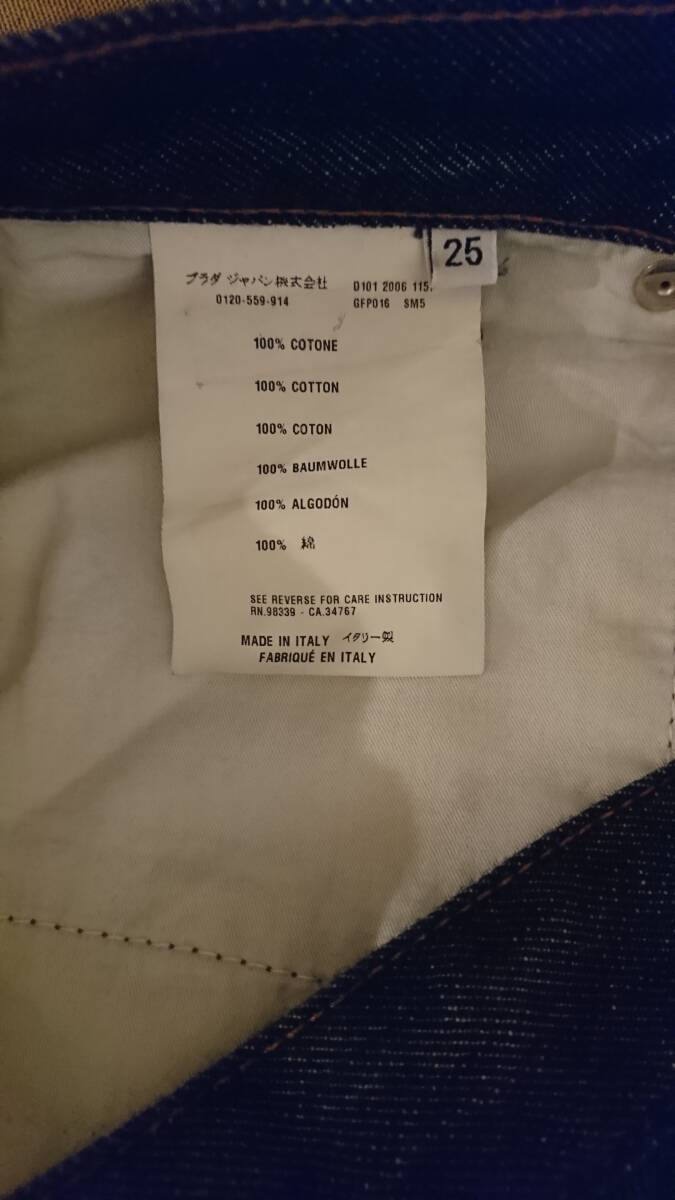 25
プラダ ジャパン株式会社
0120-559-914
D101 2006 115.
GFP016 SM5
100% COTONE
100% COTTON
100% COTON
100% BAUMWOLLE
100% ALGODÓN
100% 綿
SEE REVERSE FOR CARE INSTRUCTION
RN.98339 - CA.34767
MADE IN ITALY イタリー製
FABRIQUÉ EN ITALY